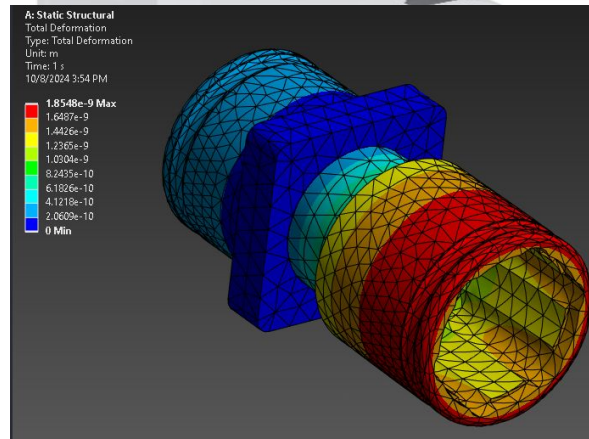 A: Static Structural
Total Deformation
Type: Total Deformation
Unit: m
Time: 1 s
10/8/2024 3:54 PM
1.8548e-9 Max
1.6487e-9
1.4426e-9
1.2365e-9
1.0304e-9
8.2435e-10
6.1826e-10
4.1218e-10
2.0609e-10
0 Min